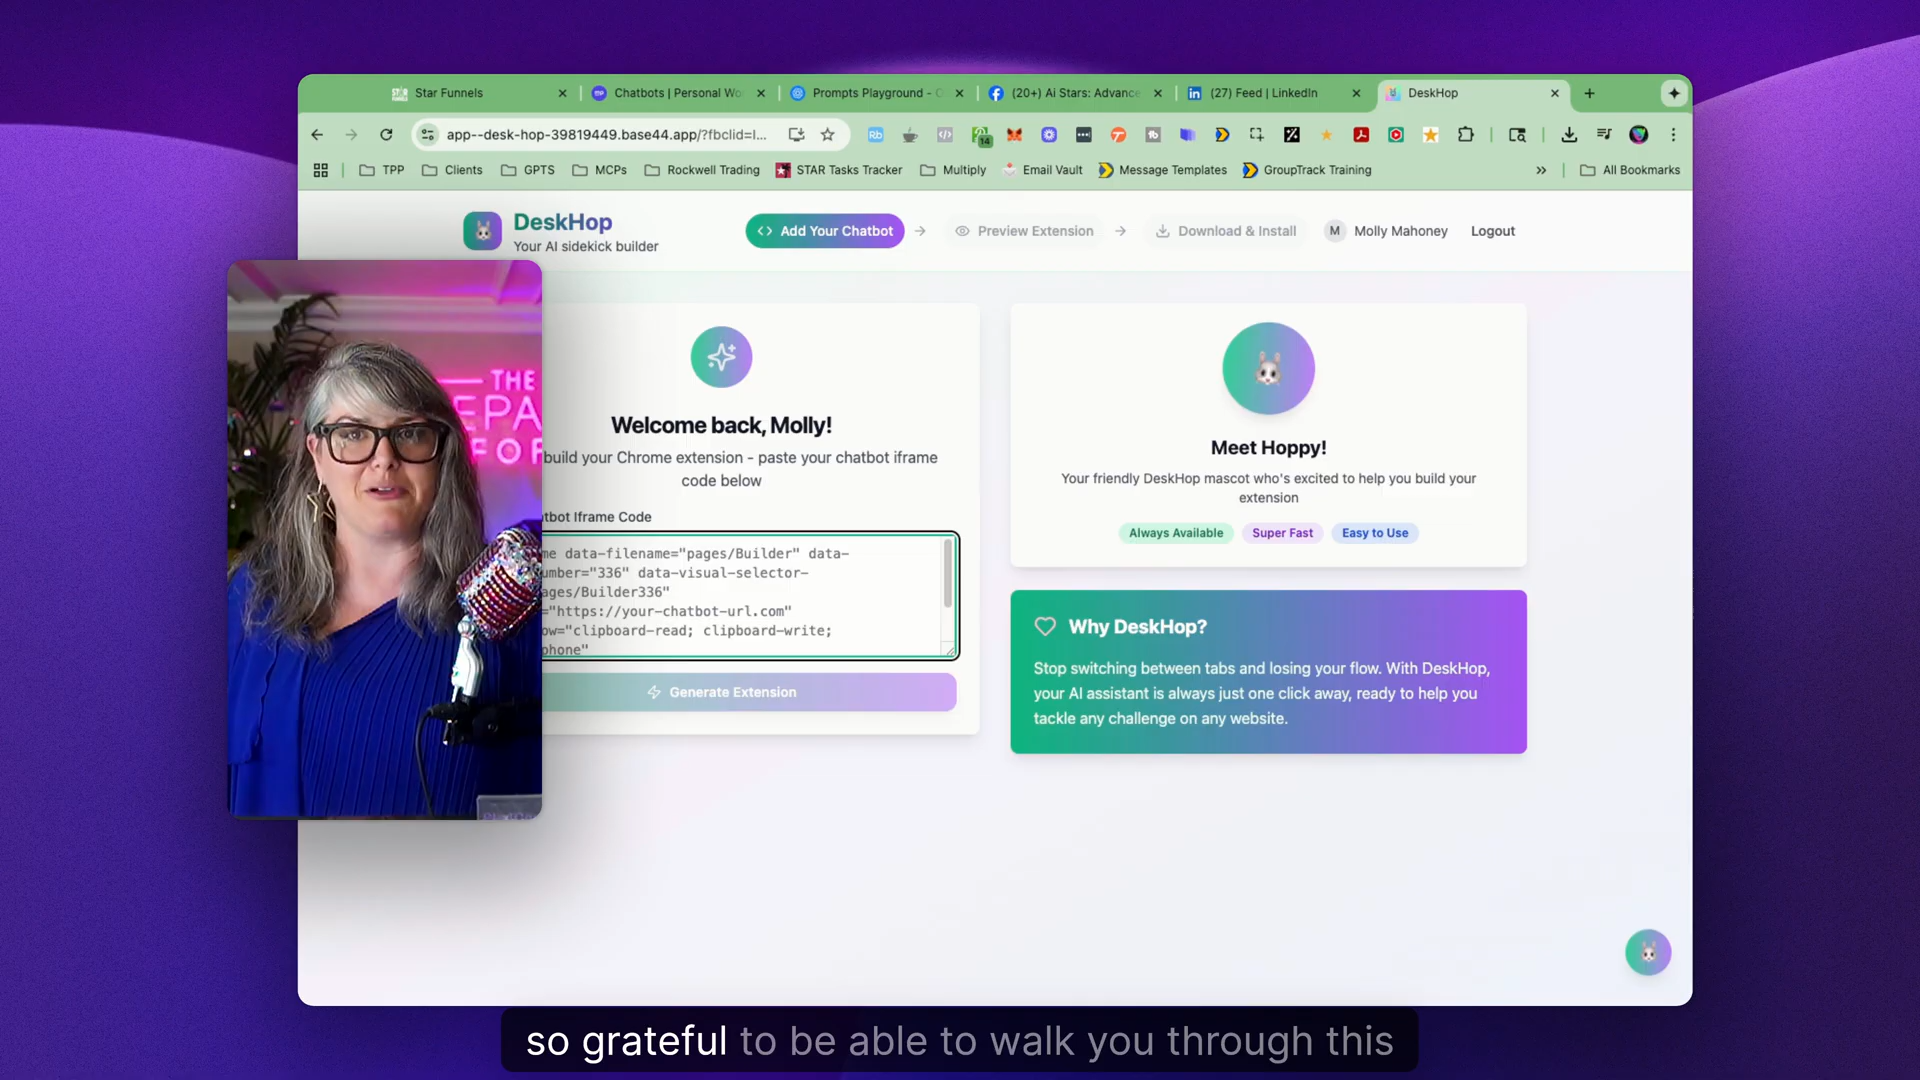 Star Funnels
Chatbots | Personal Wo
Prompts Playground - O
(20+) Ai Stars: Advance
(27) Feed | LinkedIn
DeskHop
app--desk-hop-39819449.base44.app/?fbclid=I...
14
TPP
Clients
GPTS
MCPs
Rockwell Trading
STAR Tasks Tracker
Multiply
Email Vault
Message Templates
GroupTrack Training
All Bookmarks
DeskHop
Your AI sidekick builder
Add Your Chatbot
Preview Extension
Download & Install
M
Molly Mahoney
Logout
THE
EPA
FOR
Welcome back, Molly!
build your Chrome extension - paste your chatbot iframe
code below
tbot Iframe Code
me data-filename="pages/Builder" data-
umber="336" data-visual-selector-
ages/Builder336"
="https://your-chatbot-url.com"
ow="clipboard-read; clipboard-write;
phone"
Generate Extension
Meet Hoppy!
Your friendly DeskHop mascot who's excited to help you build your
extension
Always Available
Super Fast
Easy to Use
Why DeskHop?
Stop switching between tabs and losing your flow. With DeskHop,
your AI assistant is always just one click away, ready to help you
tackle any challenge on any website.
so grateful to be able to walk you through this